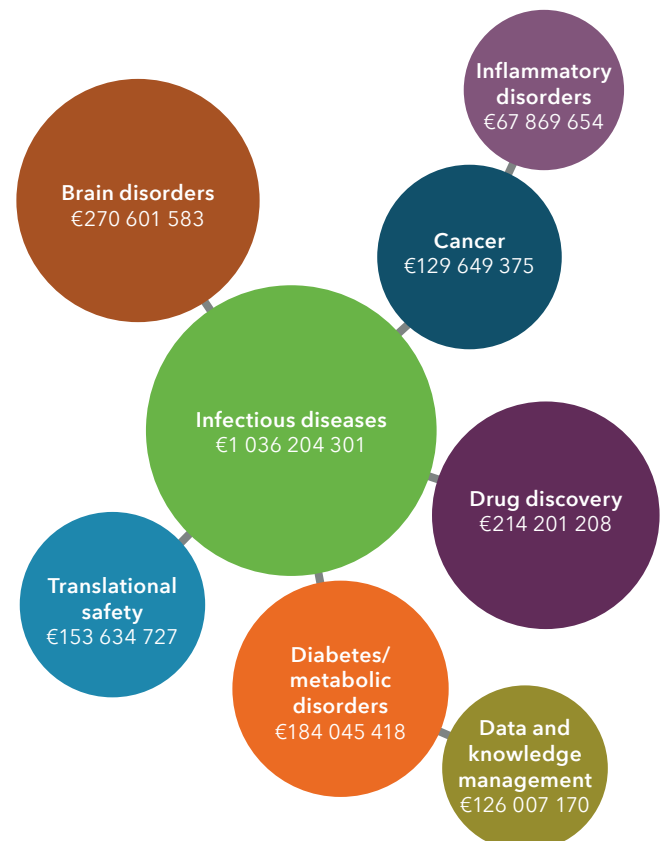 Inflammatory
disorders
€67 869 654
Brain disorders
€270 601 583
Cancer
€129 649 375
Infectious diseases
€1 036 204 301
Drug discovery
€214 201 208
Translational
safety
€153 634 727
Diabetes/
metabolic
disorders
€184 045 418
Data and
knowledge
management
€126 007 170